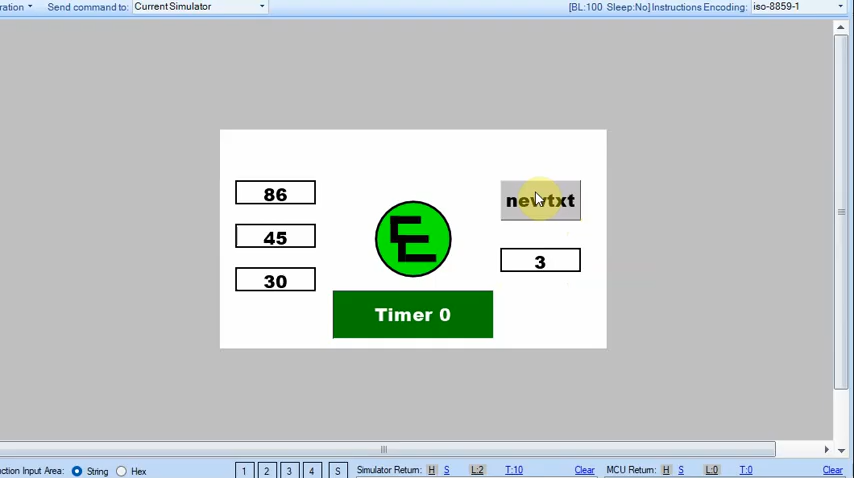 ration Send command to: Current Simulator [BL:100 Sleep:No] Instructions Encoding: iso-8859-1
86
newtxt
45
EE
3
30
Timer 0
uction Input Area: String Hex 1 2 3 4 S Simulator Return: H S L:2 T:10 Clear MCU Return: H S L:0 T:0 Clear